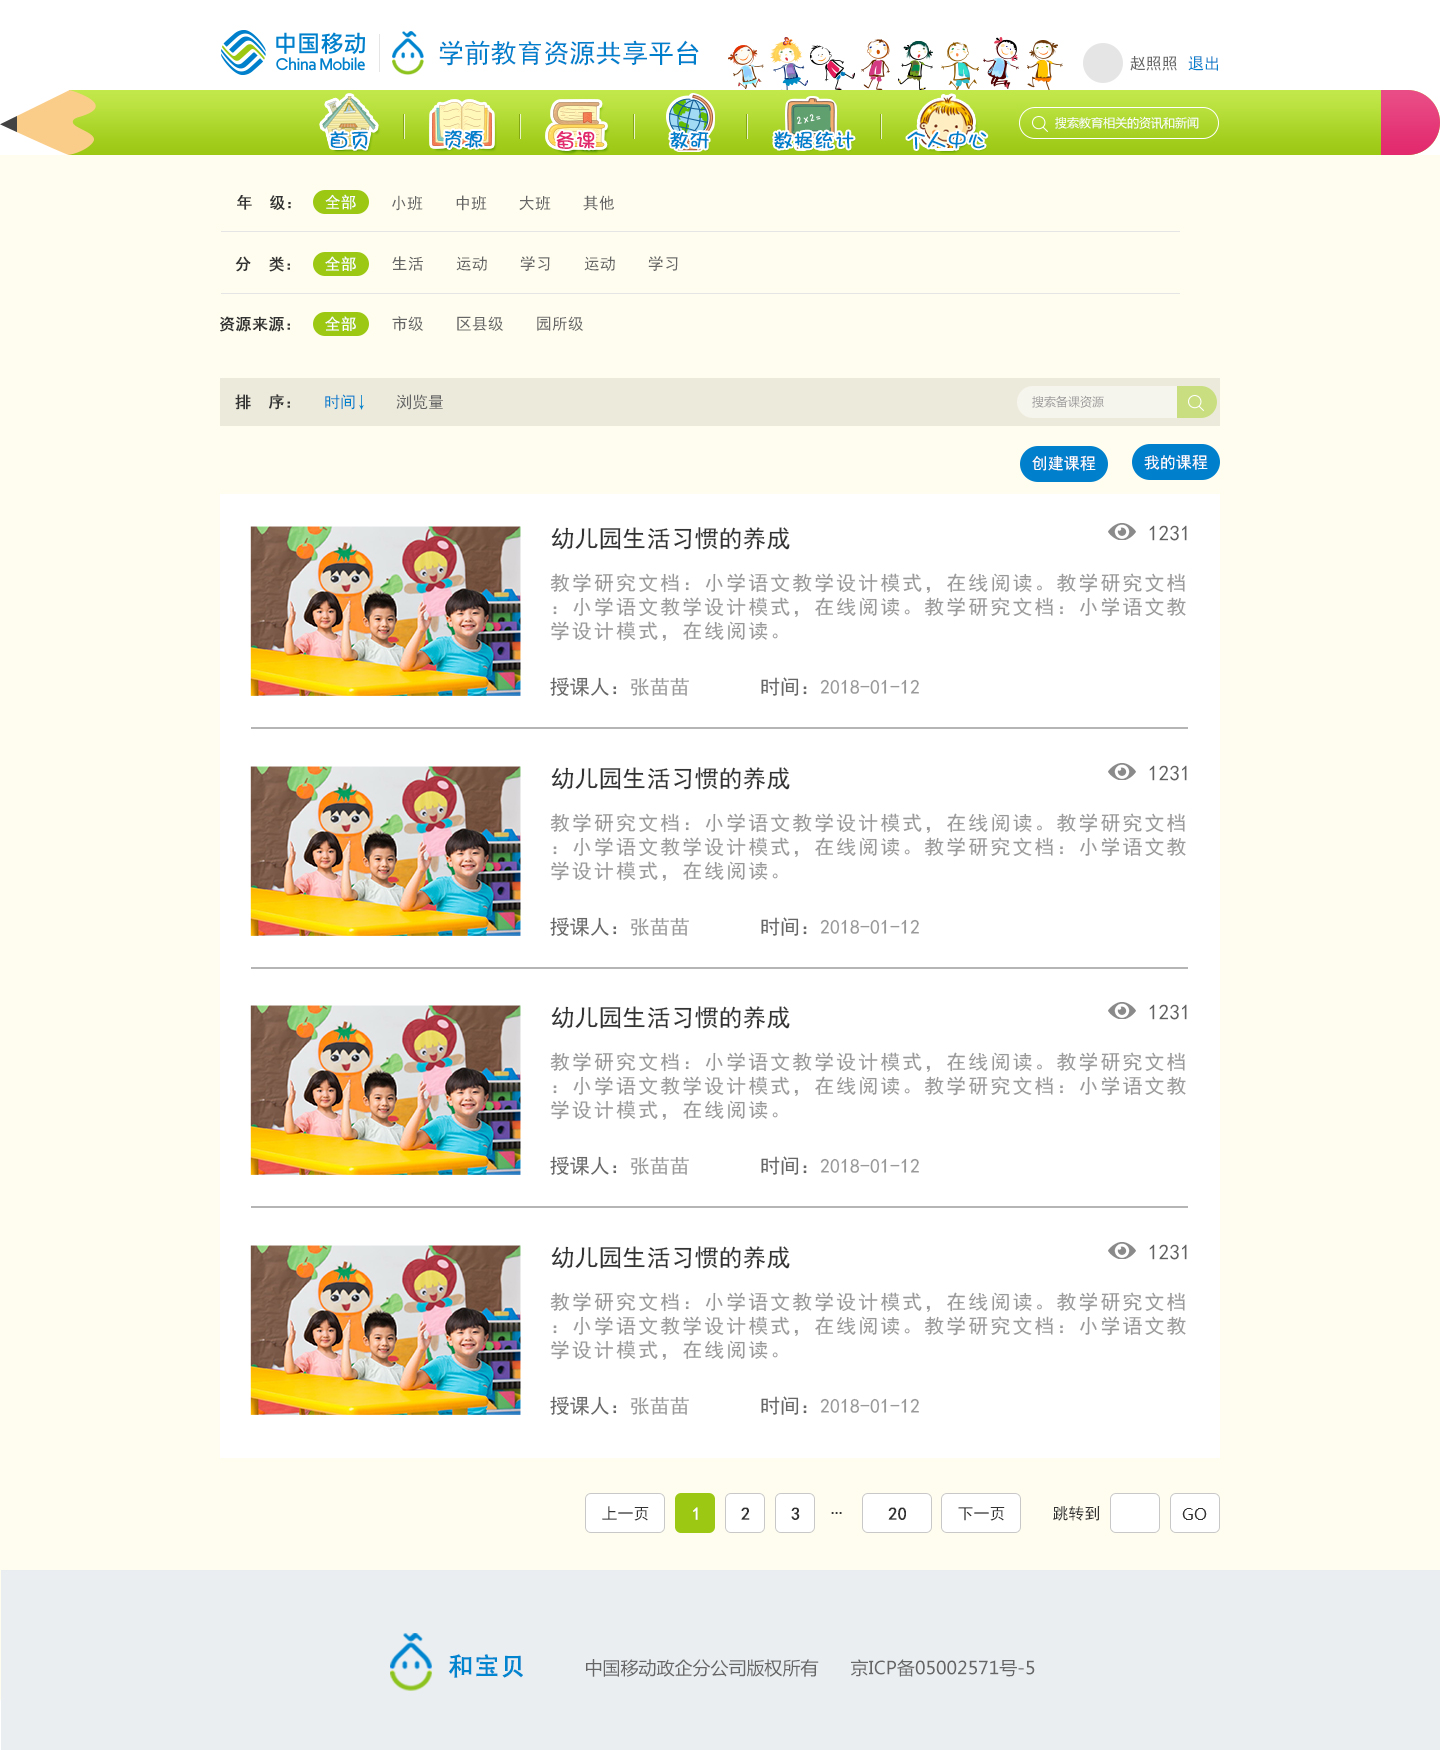 中国移动
China Mobile
学前教育资源共享平台
赵照照 退出
首页 资源 备课 教研 2x2= 数据统计 个人中心 搜索教育相关的资讯和新闻
年 级： 全部 小班 中班 大班 其他
分 类： 全部 生活 运动 学习 运动 学习
资源来源： 全部 市级 区县级 园所级
排 序： 时间↓ 浏览量 搜索备课资源
创建课程 我的课程
幼儿园生活习惯的养成 1231
教学研究文档：小学语文教学设计模式，在线阅读。教学研究文档
：小学语文教学设计模式，在线阅读。教学研究文档：小学语文教
学设计模式，在线阅读。
授课人：张苗苗 时间：2018-01-12
幼儿园生活习惯的养成 1231
教学研究文档：小学语文教学设计模式，在线阅读。教学研究文档
：小学语文教学设计模式，在线阅读。教学研究文档：小学语文教
学设计模式，在线阅读。
授课人：张苗苗 时间：2018-01-12
幼儿园生活习惯的养成 1231
教学研究文档：小学语文教学设计模式，在线阅读。教学研究文档
：小学语文教学设计模式，在线阅读。教学研究文档：小学语文教
学设计模式，在线阅读。
授课人：张苗苗 时间：2018-01-12
幼儿园生活习惯的养成 1231
教学研究文档：小学语文教学设计模式，在线阅读。教学研究文档
：小学语文教学设计模式，在线阅读。教学研究文档：小学语文教
学设计模式，在线阅读。
授课人：张苗苗 时间：2018-01-12
上一页 1 2 3 ··· 20 下一页 跳转到 GO
和宝贝 中国移动政企分公司版权所有 京ICP备05002571号-5